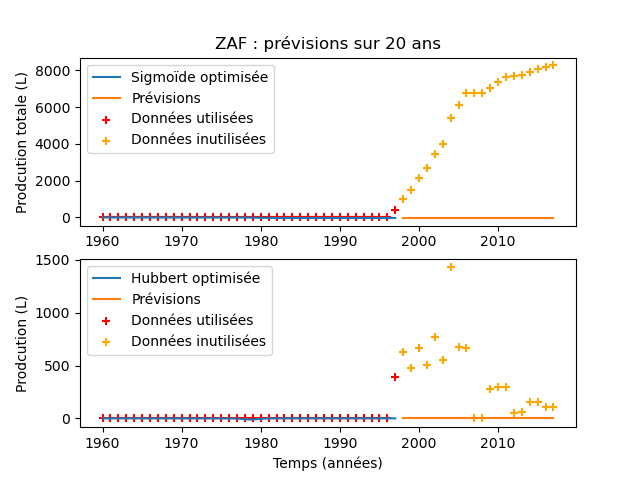 ZAF : prévisions sur 20 ans
Prodcution totale (L)
8000
6000
4000
2000
0
Sigmoïde optimisée
Prévisions
Données utilisées
Données inutilisées
1960 1970 1980 1990 2000 2010
Prodcution (L)
1500
1000
500
0
Hubbert optimisée
Prévisions
Données utilisées
Données inutilisées
1960 1970 1980 1990 2000 2010
Temps (années)